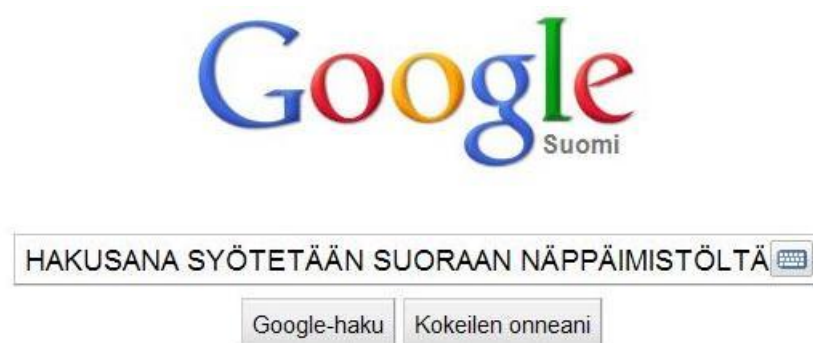 Google
Suomi
HAKUSANA SYÖTETÄÄN SUORAAN NÄPPÄIMISTÖLTÄ
Google-haku Kokeilen onneani